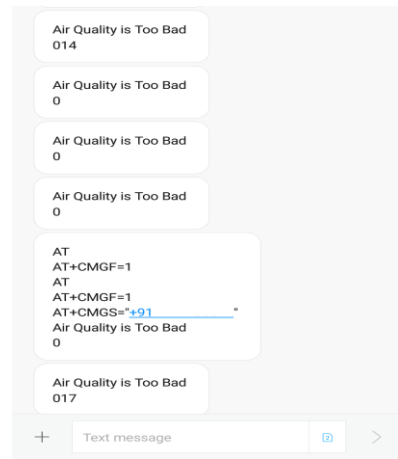 Air Quality is Too Bad
014
Air Quality is Too Bad
0
Air Quality is Too Bad
0
Air Quality is Too Bad
0
AT
AT+CMGF=1
AT
AT+CMGF=1
AT+CMGS="+91 "
Air Quality is Too Bad
0
Air Quality is Too Bad
017
+ Text message 2 >